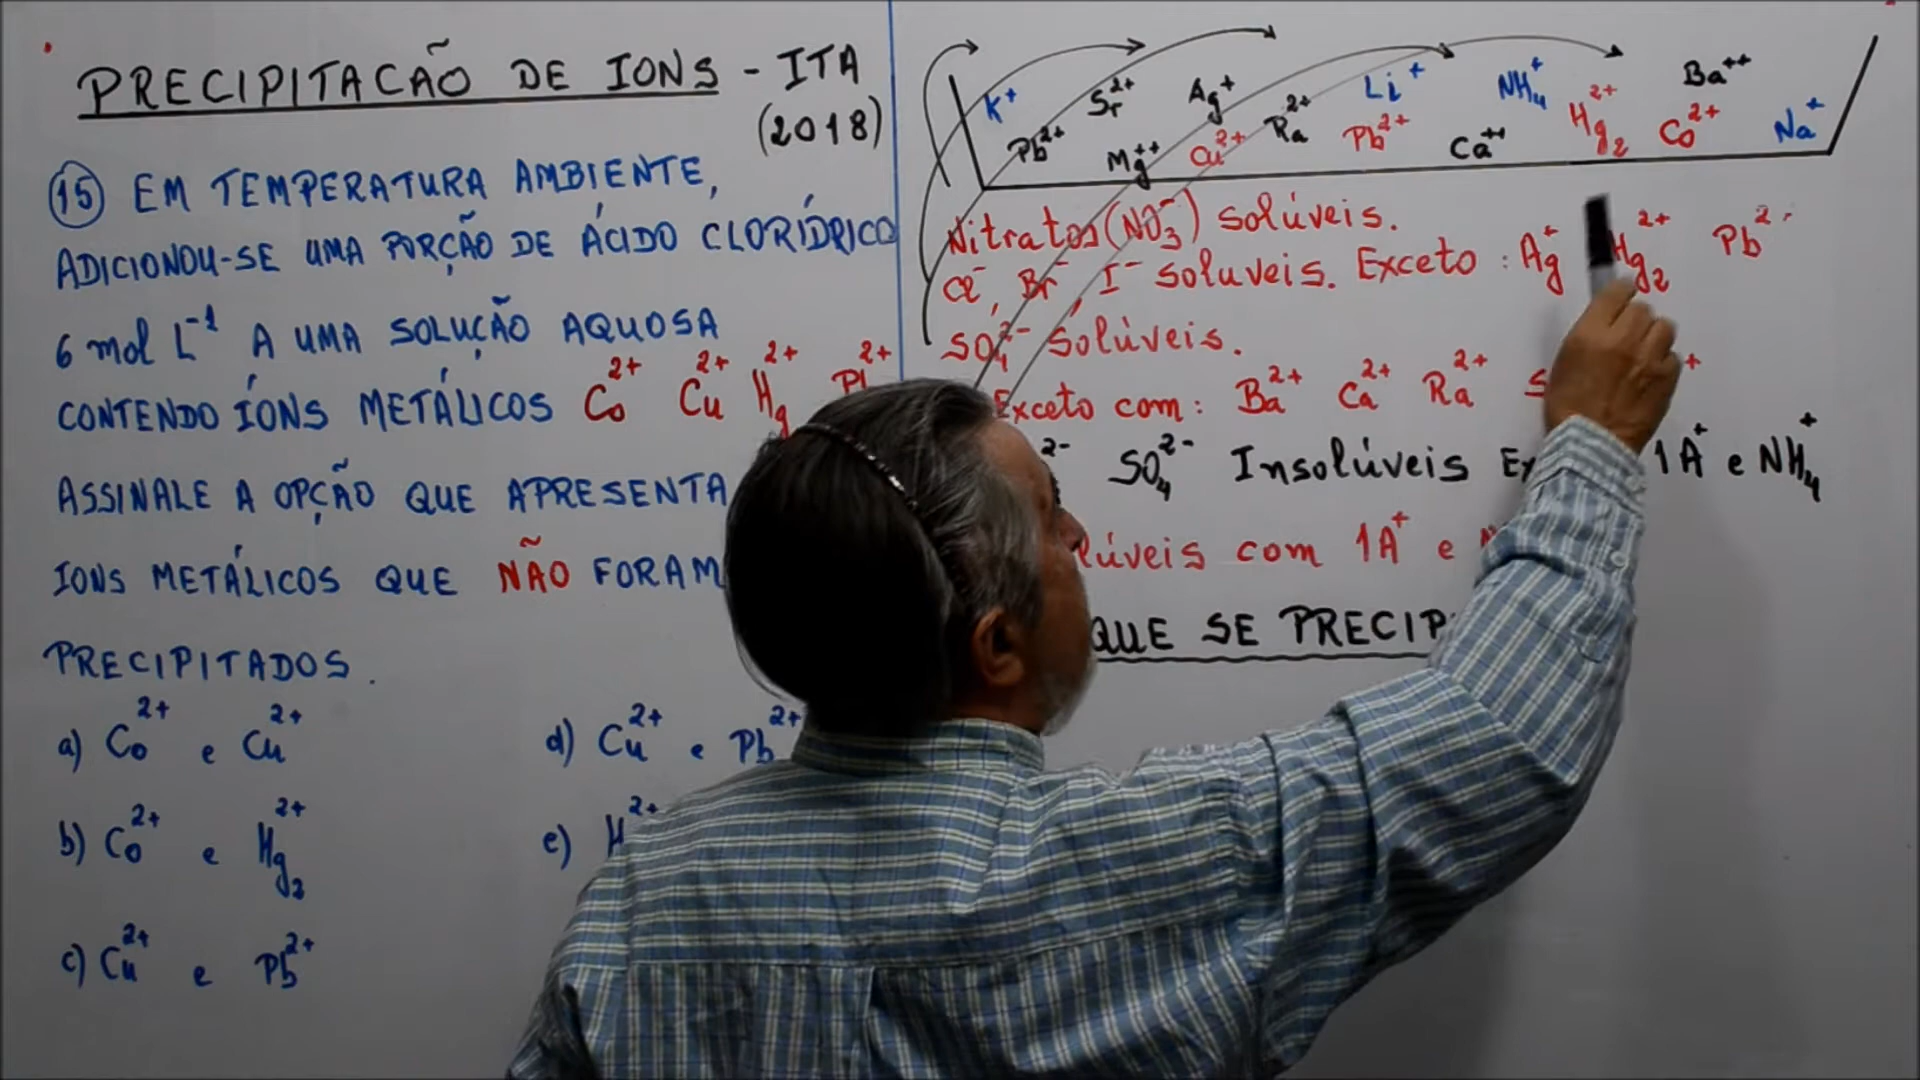 PRECIPITACÃO DE IONS - ITA
(2018)
15 EM TEMPERATURA AMBIENTE,
ADICIONOU-SE UMA PORÇÃO DE ÁCIDO CLORÍDRICO
6 mol L⁻¹ A UMA SOLUÇÃO AQUOSA
CONTENDO ÍONS METÁLICOS Co²⁺ Cu²⁺ Hg²⁺ Pb²⁺
ASSINALE A OPÇÃO QUE APRESENTA
IONS METÁLICOS QUE NÃO FORAM
PRECIPITADOS.
a) Co²⁺ e Cu²⁺
b) Co²⁺ e Hg₂²⁺
c) Cu²⁺ e Pb²⁺
d) Cu²⁺ e Pb²⁺
e)
K⁺ Sr²⁺ Ag⁺ Ra²⁺ Li⁺ NH₄⁺ Ba⁺⁺
Pb²⁺ Mg⁺⁺ Cu²⁺ Pb²⁺ Ca⁺⁺ Hg₂²⁺ Co²⁺ Na⁺
Nitratos (NO₃⁻) solúveis.
Cl⁻, Br⁻, I⁻ soluveis. Exceto: Ag⁺ Hg₂²⁺ Pb²⁺
SO₄²⁻ sólúveis.
Exceto com: Ba²⁺ Ca²⁺ Ra²⁺
SO₄²⁻ Insolúveis 1A⁺ e NH₄⁺
com 1A⁺ e
QUE SE